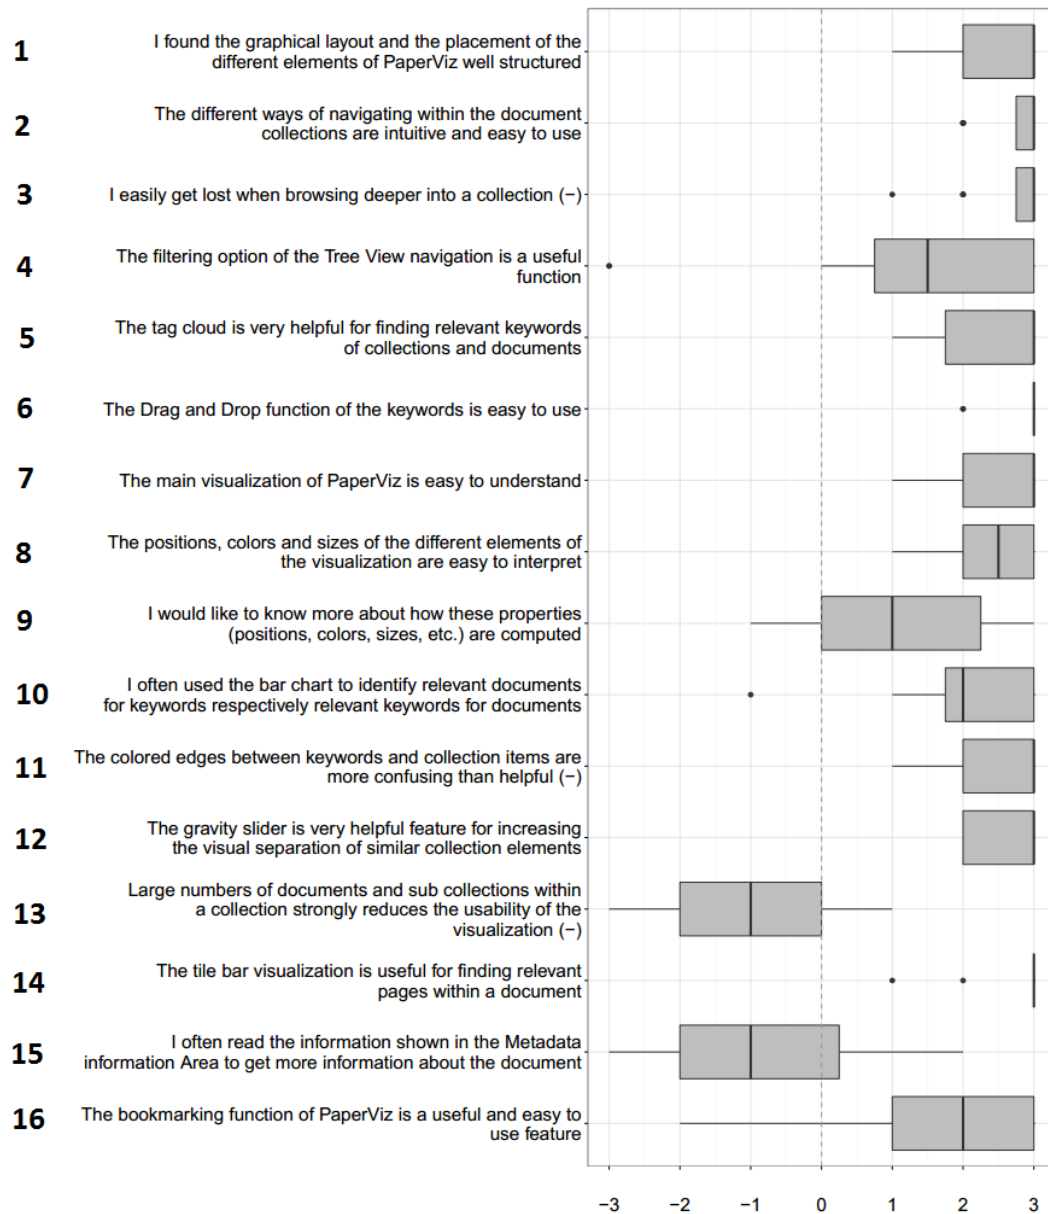 1
I found the graphical layout and the placement of the
different elements of PaperViz well structured
2
The different ways of navigating within the document
collections are intuitive and easy to use
3
I easily get lost when browsing deeper into a collection (−)
4
The filtering option of the Tree View navigation is a useful
function
5
The tag cloud is very helpful for finding relevant keywords
of collections and documents
6
The Drag and Drop function of the keywords is easy to use
7
The main visualization of PaperViz is easy to understand
8
The positions, colors and sizes of the different elements of
the visualization are easy to interpret
9
I would like to know more about how these properties
(positions, colors, sizes, etc.) are computed
10
I often used the bar chart to identify relevant documents
for keywords respectively relevant keywords for documents
11
The colored edges between keywords and collection items are
more confusing than helpful (−)
12
The gravity slider is very helpful feature for increasing
the visual separation of similar collection elements
13
Large numbers of documents and sub collections within
a collection strongly reduces the usability of the
visualization (−)
14
The tile bar visualization is useful for finding relevant
pages within a document
15
I often read the information shown in the Metadata
information Area to get more information about the document
16
The bookmarking function of PaperViz is a useful and easy to
use feature
−3 −2 −1 0 1 2 3